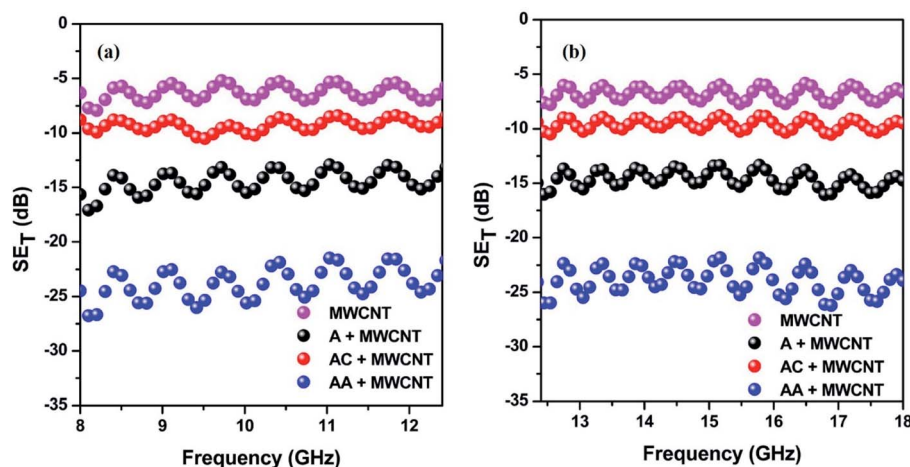 (a)
SE_T (dB)
0
-5
-10
-15
-20
-25
-30
-35
MWCNT
A + MWCNT
AC + MWCNT
AA + MWCNT
8 9 10 11 12
Frequency (GHz)
(b)
SE_T (dB)
0
-5
-10
-15
-20
-25
-30
-35
MWCNT
A + MWCNT
AC + MWCNT
AA + MWCNT
13 14 15 16 17 18
Frequency (GHz)